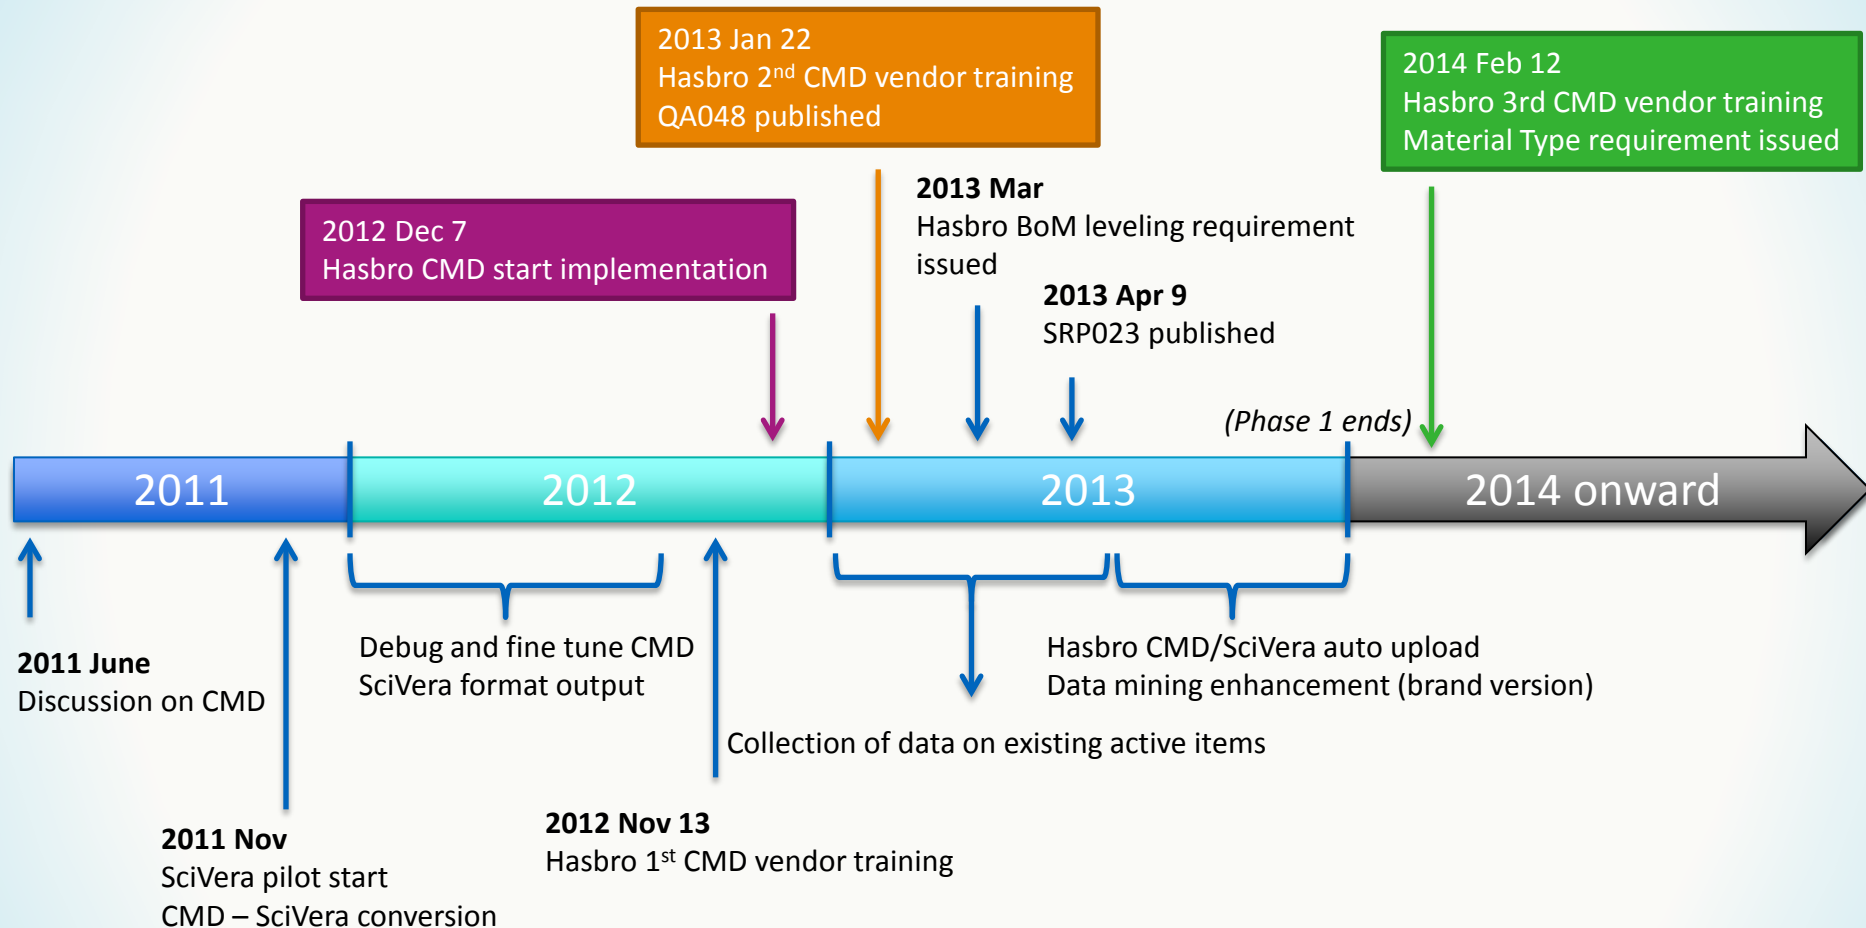 2013 Jan 22
Hasbro 2nd CMD vendor training
QA048 published
2014 Feb 12
Hasbro 3rd CMD vendor training
Material Type requirement issued
2012 Dec 7
Hasbro CMD start implementation
2013 Mar
Hasbro BoM leveling requirement
issued
2013 Apr 9
SRP023 published
(Phase 1 ends)
2011
2012
2013
2014 onward
2011 June
Discussion on CMD
Debug and fine tune CMD
SciVera format output
Hasbro CMD/SciVera auto upload
Data mining enhancement (brand version)
Collection of data on existing active items
2011 Nov
SciVera pilot start
CMD – SciVera conversion
2012 Nov 13
Hasbro 1st CMD vendor training